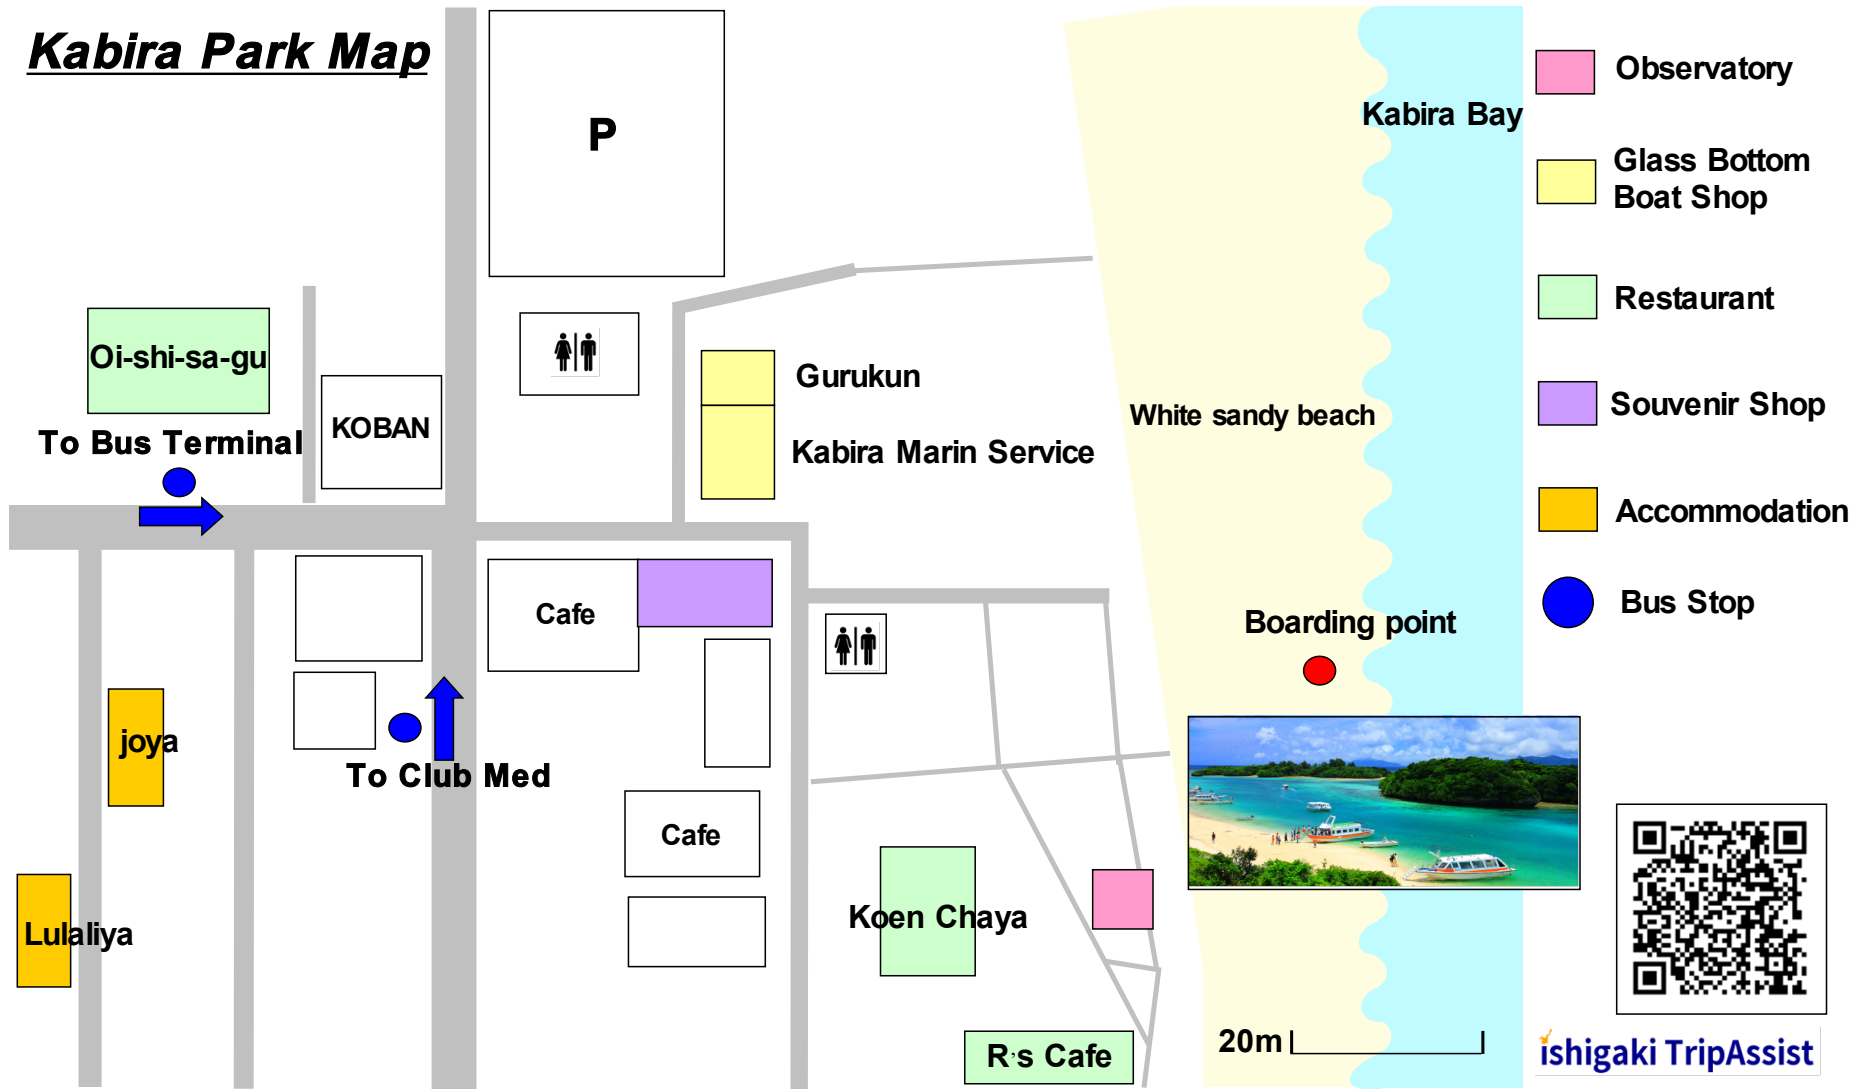 Kabira Park Map
P
Kabira Bay
Observatory
Glass Bottom
Boat Shop
Restaurant
Souvenir Shop
Accommodation
Bus Stop
Oi-shi-sa-gu
To Bus Terminal
KOBAN
Gurukun
Kabira Marin Service
White sandy beach
Cafe
Boarding point
joya
To Club Med
Cafe
Lulaliya
Koen Chaya
R's Cafe
20m
ishigaki TripAssist